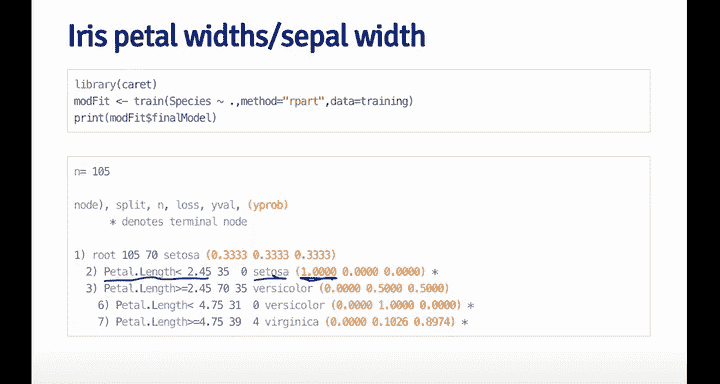 Iris petal widths/sepal width
library(caret)
modFit <- train(Species ~ .,method="rpart",data=training)
print(modFit$finalModel)
n= 105
node), split, n, loss, yval, (yprob)
* denotes terminal node
1) root 105 70 setosa (0.3333 0.3333 0.3333)
2) Petal.Length< 2.45 35 0 setosa (1.0000 0.0000 0.0000) *
3) Petal.Length>=2.45 70 35 versicolor (0.0000 0.5000 0.5000)
6) Petal.Length< 4.75 31 0 versicolor (0.0000 1.0000 0.0000) *
7) Petal.Length>=4.75 39 4 virginica (0.0000 0.1026 0.8974) *